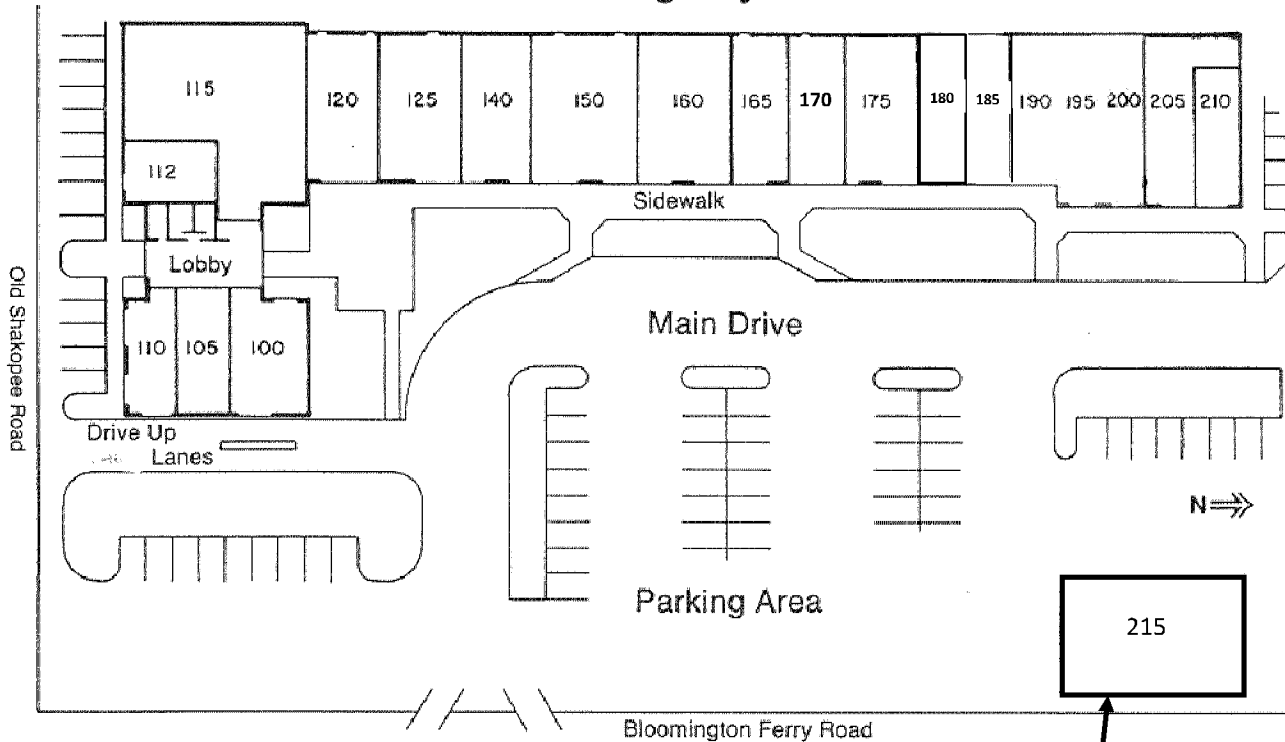 115
120 125 140 150 160 165 170 175 180 185 190 195 200 205 210
112
Sidewalk
Lobby
Old Shakopee Road
Main Drive
110 105 100
Drive Up
Lanes
N
Parking Area
215
Bloomington Ferry Road